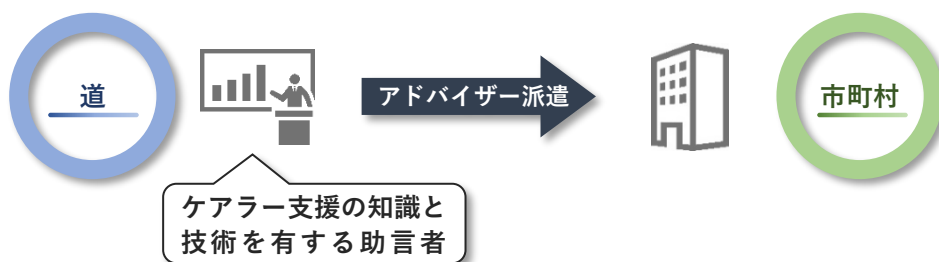 道
アドバイザー派遣
市町村
ケアラー支援の知識と
技術を有する助言者